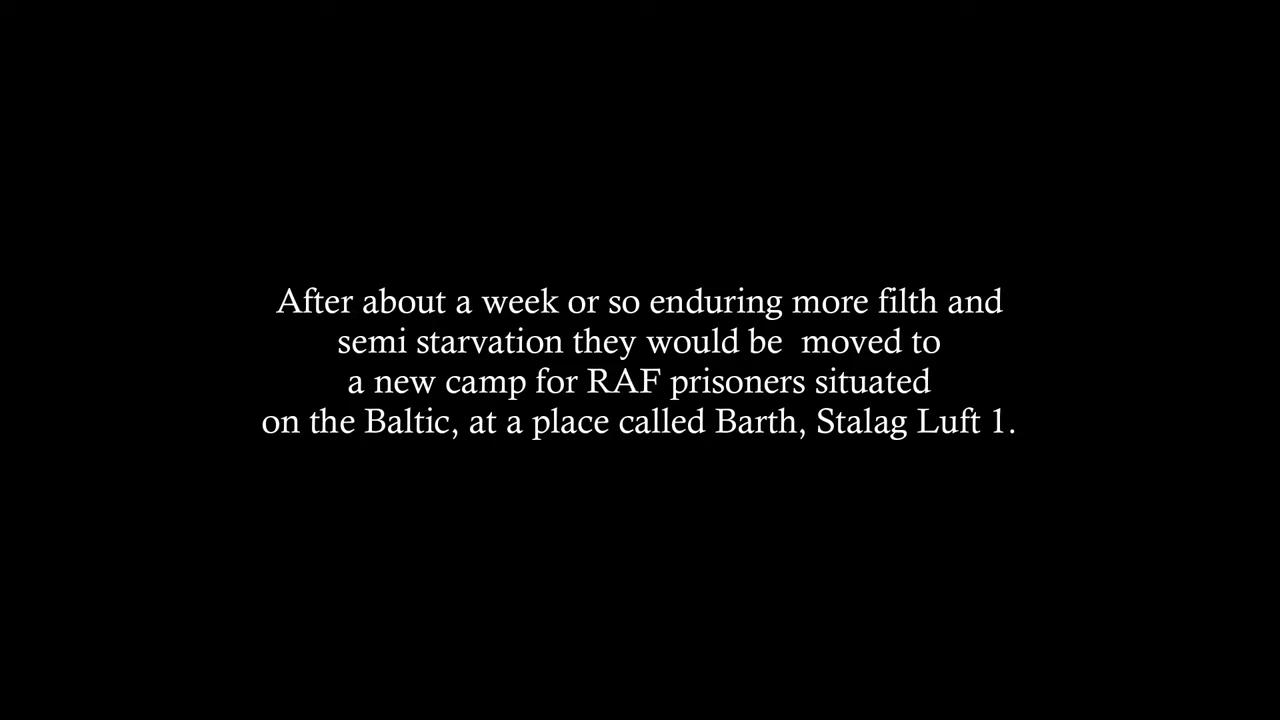 After about a week or so enduring more filth and
semi starvation they would be  moved to
a new camp for RAF prisoners situated
on the Baltic, at a place called Barth, Stalag Luft 1.